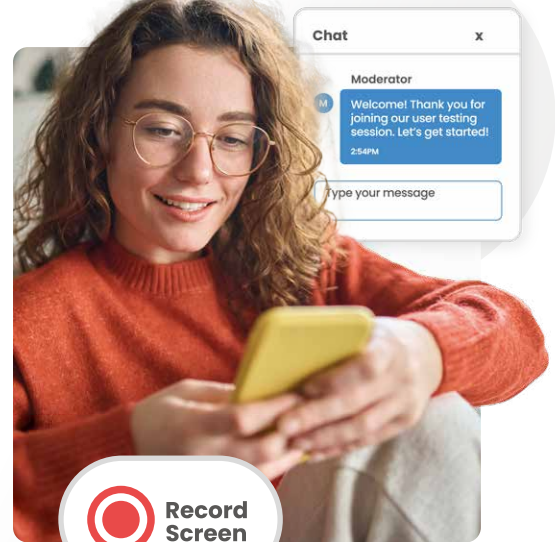 Chat x
Moderator
M
Welcome! Thank you for
joining our user testing
session. Let's get started!
2:54PM
Type your message
Record
Screen